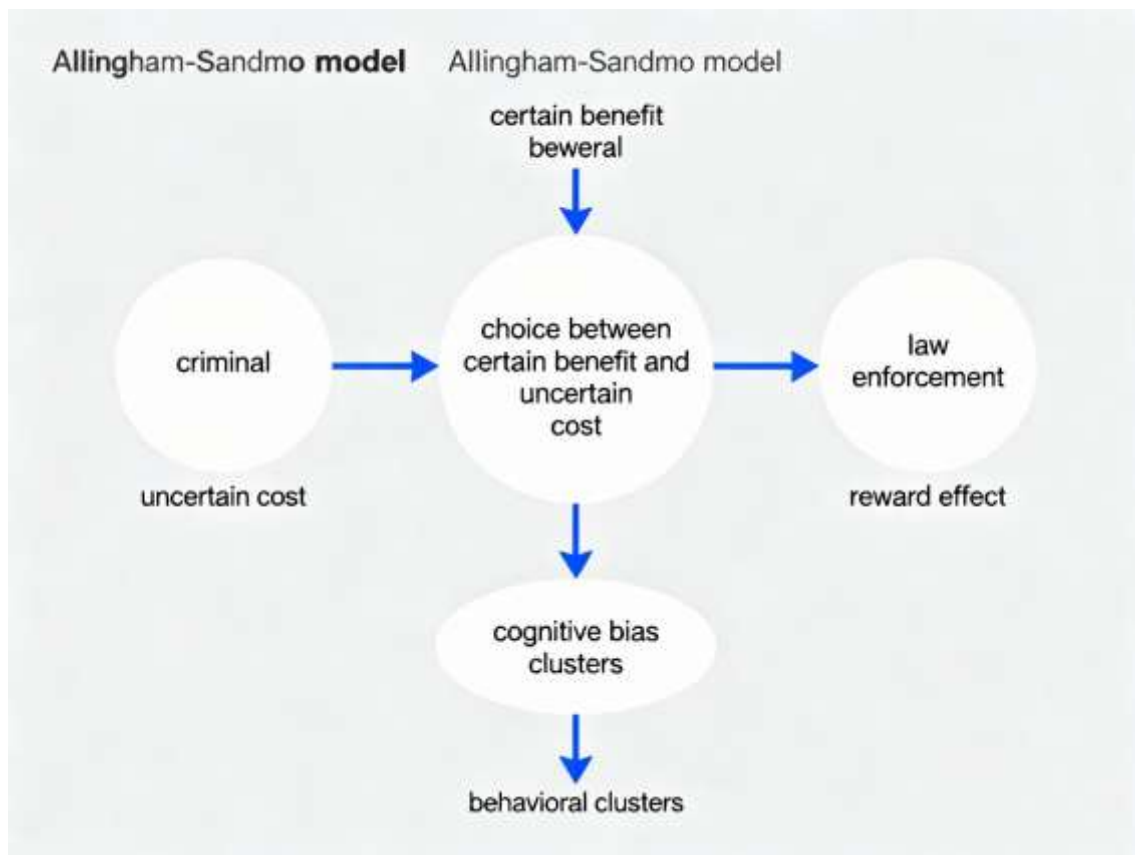 Allingham-Sandmo model
Allingham-Sandmo model
certain benefit
beweral
criminal
choice between
certain benefit and
uncertain
cost
law
enforcement
uncertain cost
reward effect
cognitive bias
clusters
behavioral clusters